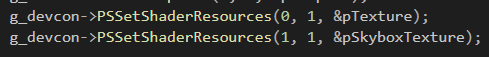 g_devcon->PSSetShaderResources(0, 1, &pTexture);
g_devcon->PSSetShaderResources(1, 1, &pSkyboxTexture);